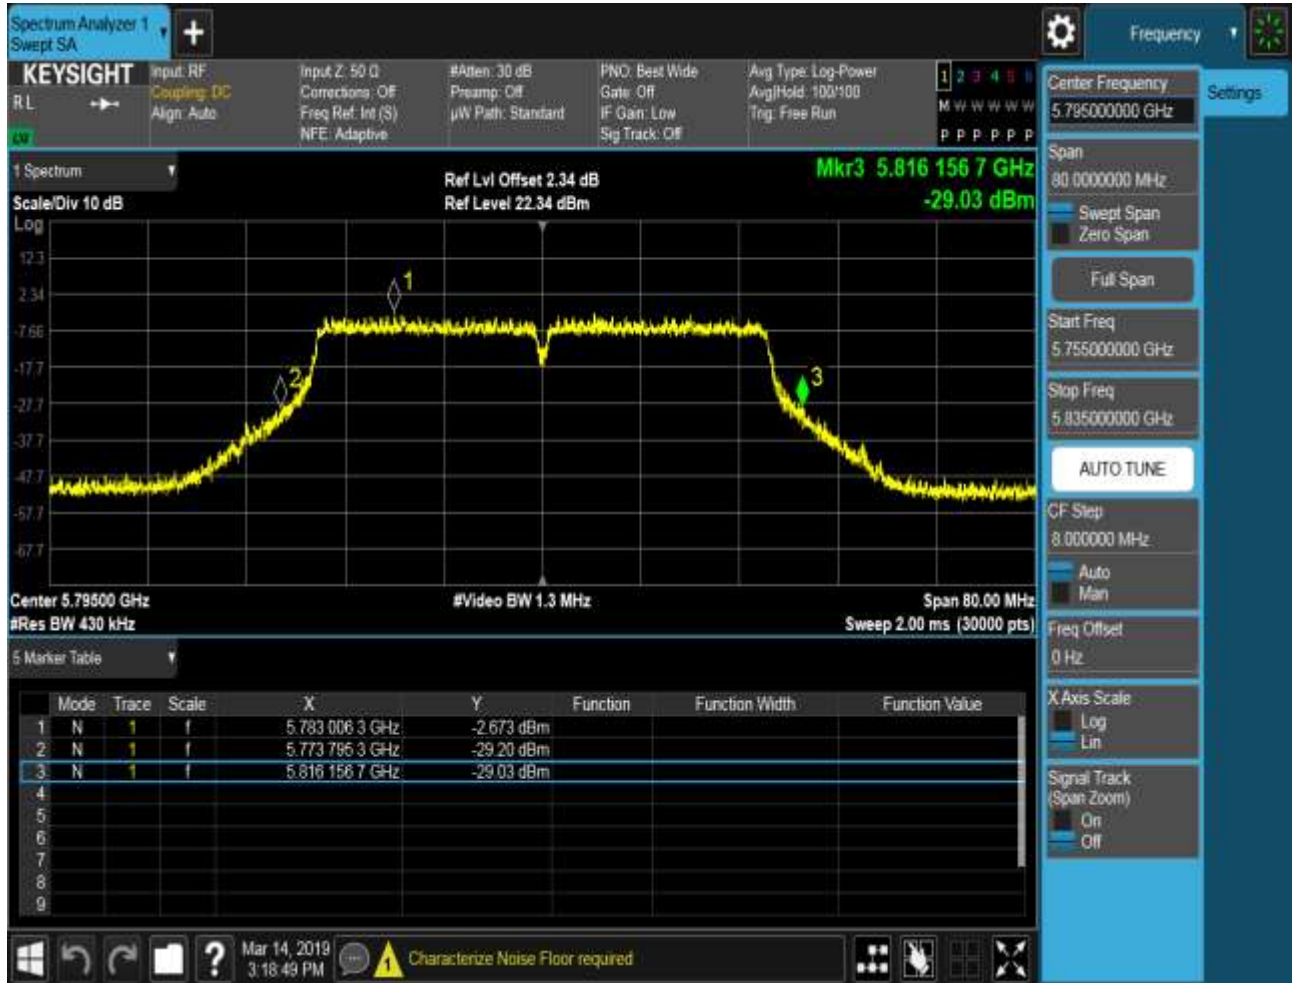 Spectrum Analyzer 1
Swept SA
Frequency
KEYSIGHT
RL
Input: RF
Coupling: DC
Align: Auto
Input Z: 50 Ω
Corrections: Off
Freq Ref: Int (S)
NFE: Adaptive
#Atten: 30 dB
Preamp: Off
µW Path: Standard
PNO: Best Wide
Gate: Off
IF Gain: Low
Sig Track: Off
Avg Type: Log-Power
Avg|Hold: 100/100
Trig: Free Run
1 2 3 4 5 6
M W W W W W
P P P P P P
1 Spectrum
Scale/Div 10 dB
Ref Lvl Offset 2.34 dB
Ref Level 22.34 dBm
Mkr3 5.816 156 7 GHz
-29.03 dBm
Log
12.3
2.34
-7.66
-17.7
-27.7
-37.7
-47.7
-57.7
-67.7
1
2
3
Center 5.79500 GHz
#Video BW 1.3 MHz
Span 80.00 MHz
#Res BW 430 kHz
Sweep 2.00 ms (30000 pts)
5 Marker Table
Mode Trace Scale X Y Function Function Width Function Value
1 N 1 f 5.783 006 3 GHz -2.673 dBm
2 N 1 f 5.773 795 3 GHz -29.20 dBm
3 N 1 f 5.816 156 7 GHz -29.03 dBm
4
5
6
7
8
9
Mar 14, 2019
3:18:49 PM
Characterize Noise Floor required
Center Frequency
5.795000000 GHz
Settings
Span
80.0000000 MHz
Swept Span
Zero Span
Full Span
Start Freq
5.755000000 GHz
Stop Freq
5.835000000 GHz
AUTO TUNE
CF Step
8.000000 MHz
Auto
Man
Freq Offset
0 Hz
X Axis Scale
Log
Lin
Signal Track
(Span Zoom)
On
Off